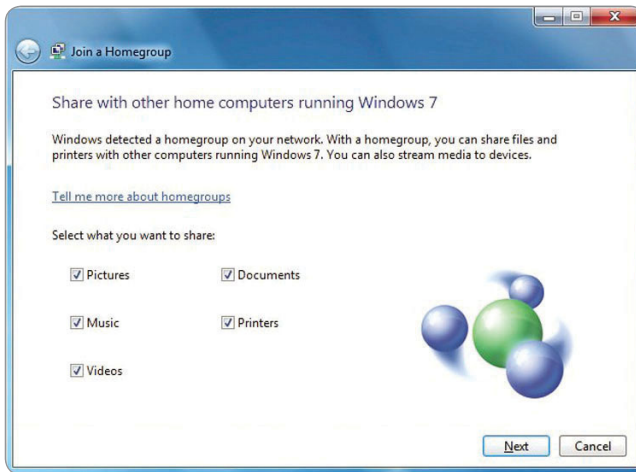 Join a Homegroup
Share with other home computers running Windows 7
Windows detected a homegroup on your network. With a homegroup, you can share files and
printers with other computers running Windows 7. You can also stream media to devices.
Tell me more about homegroups
Select what you want to share:
Pictures Documents
Music Printers
Videos
Next Cancel